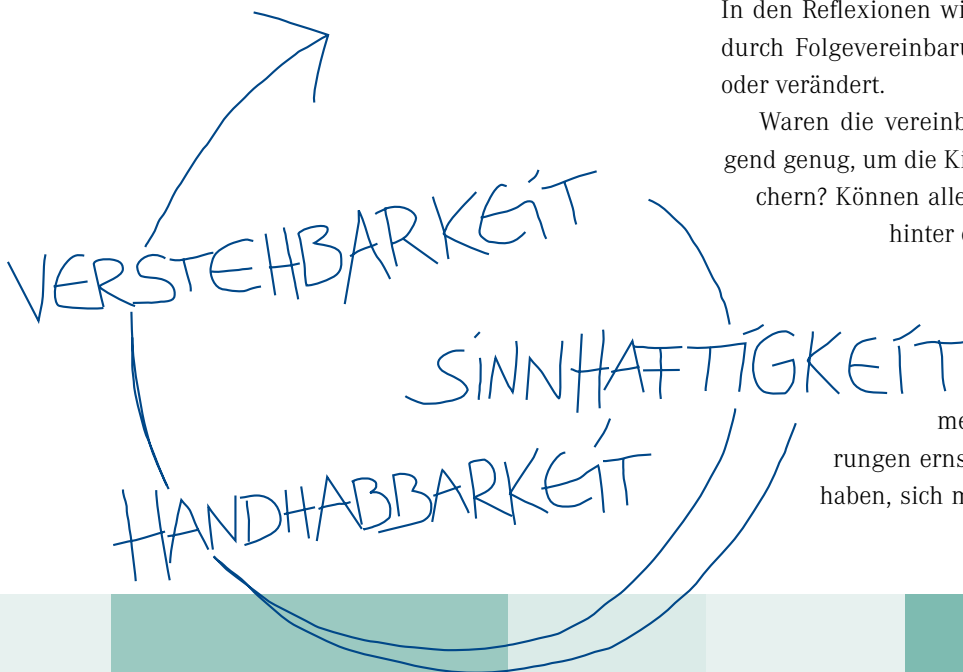 In den Reflexionen wi
durch Folgevereinbaru
oder verändert.
Waren die vereinb
gend genug, um die Ki
chern? Können alle
hinter
VERSTEHBARKEIT
SINNHAFTIGKEIT
HANDHABBARKEIT
me
rungen erns
haben, sich m